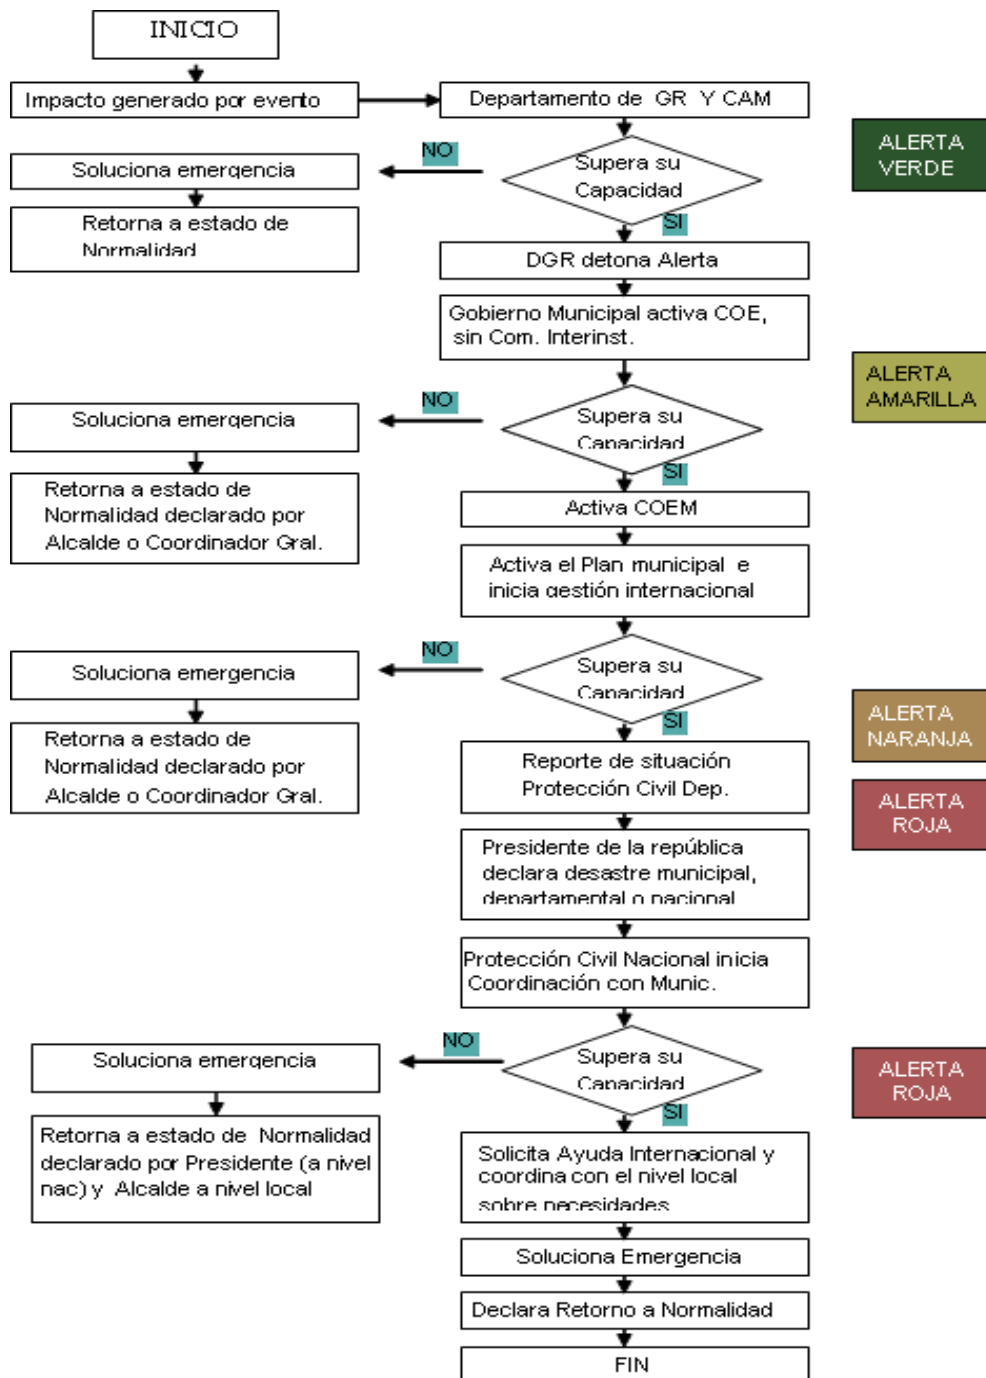 INICIO
Impacto generado por evento
Departamento de GR Y CAM
ALERTA
VERDE
NO
Supera su
Capacidad
Soluciona emergencia
Retorna a estado de
Normalidad
SI
DGR detona Alerta
Gobierno Municipal activa COE,
sin Com. Interinst.
ALERTA
AMARILLA
NO
Supera su
Capacidad
Soluciona emergencia
Retorna a estado de
Normalidad declarado por
Alcalde o Coordinador Gral.
SI
Activa COEM
Activa el Plan municipal e
inicia gestión internacional
NO
Supera su
Capacidad
Soluciona emergencia
Retorna a estado de
Normalidad declarado por
Alcalde o Coordinador Gral.
SI
ALERTA
NARANJA
Reporte de situación
Protección Civil Dep.
ALERTA
ROJA
Presidente de la república
declara desastre municipal,
departamental o nacional
Protección Civil Nacional inicia
Coordinación con Munic.
NO
Supera su
Capacidad
Soluciona emergencia
ALERTA
ROJA
Retorna a estado de Normalidad
declarado por Presidente (a nivel
nac) y Alcalde a nivel local
SI
Solicita Ayuda Internacional y
coordina con el nivel local
sobre necesidades
Soluciona Emergencia
Declara Retorno a Normalidad
FIN